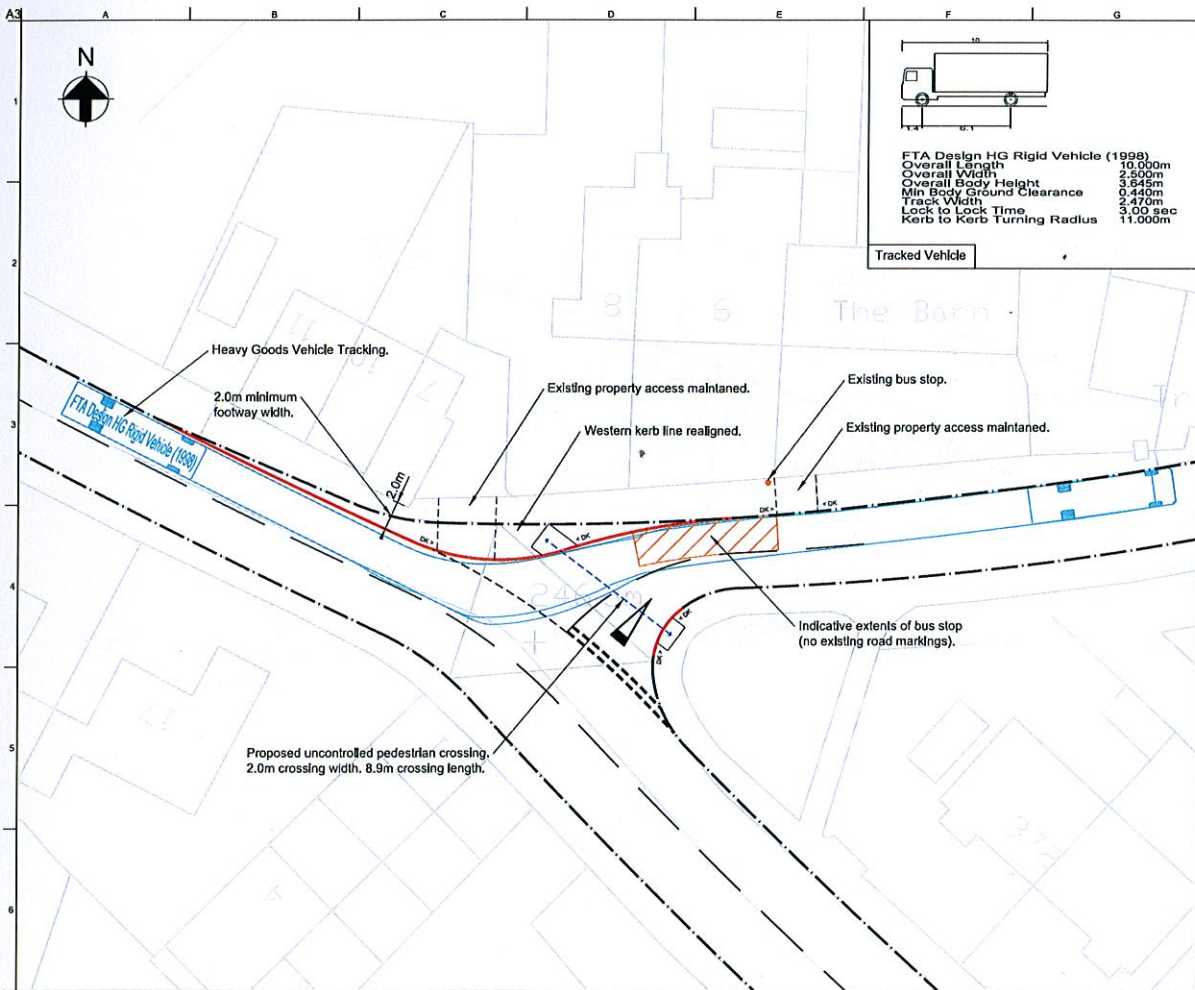 A3
A
B
C
D
E
F
G
N
1
2
3
4
5
6
10
1.4
6.1
FTA Design HG Rigid Vehicle (1998)
Overall Length 10.000m
Overall Width 2.500m
Overall Body Height 3.645m
Min Body Ground Clearance 0.440m
Track Width 2.470m
Lock to Lock Time 3.00 sec
Kerb to Kerb Turning Radius 11.000m
Tracked Vehicle
8
6
The Barn
11
7
Heavy Goods Vehicle Tracking.
2.0m minimum
footway width.
Existing property access maintaned.
Western kerb line realigned.
Existing bus stop.
Existing property access maintaned.
FTA Design HG Rigid Vehicle (1998)
2.0m
DK >
< DK
DK >
< DK
< DK
DK >
Indicative extents of bus stop
(no existing road markings).
17
Proposed uncontrolled pedestrian crossing.
2.0m crossing width. 8.9m crossing length.